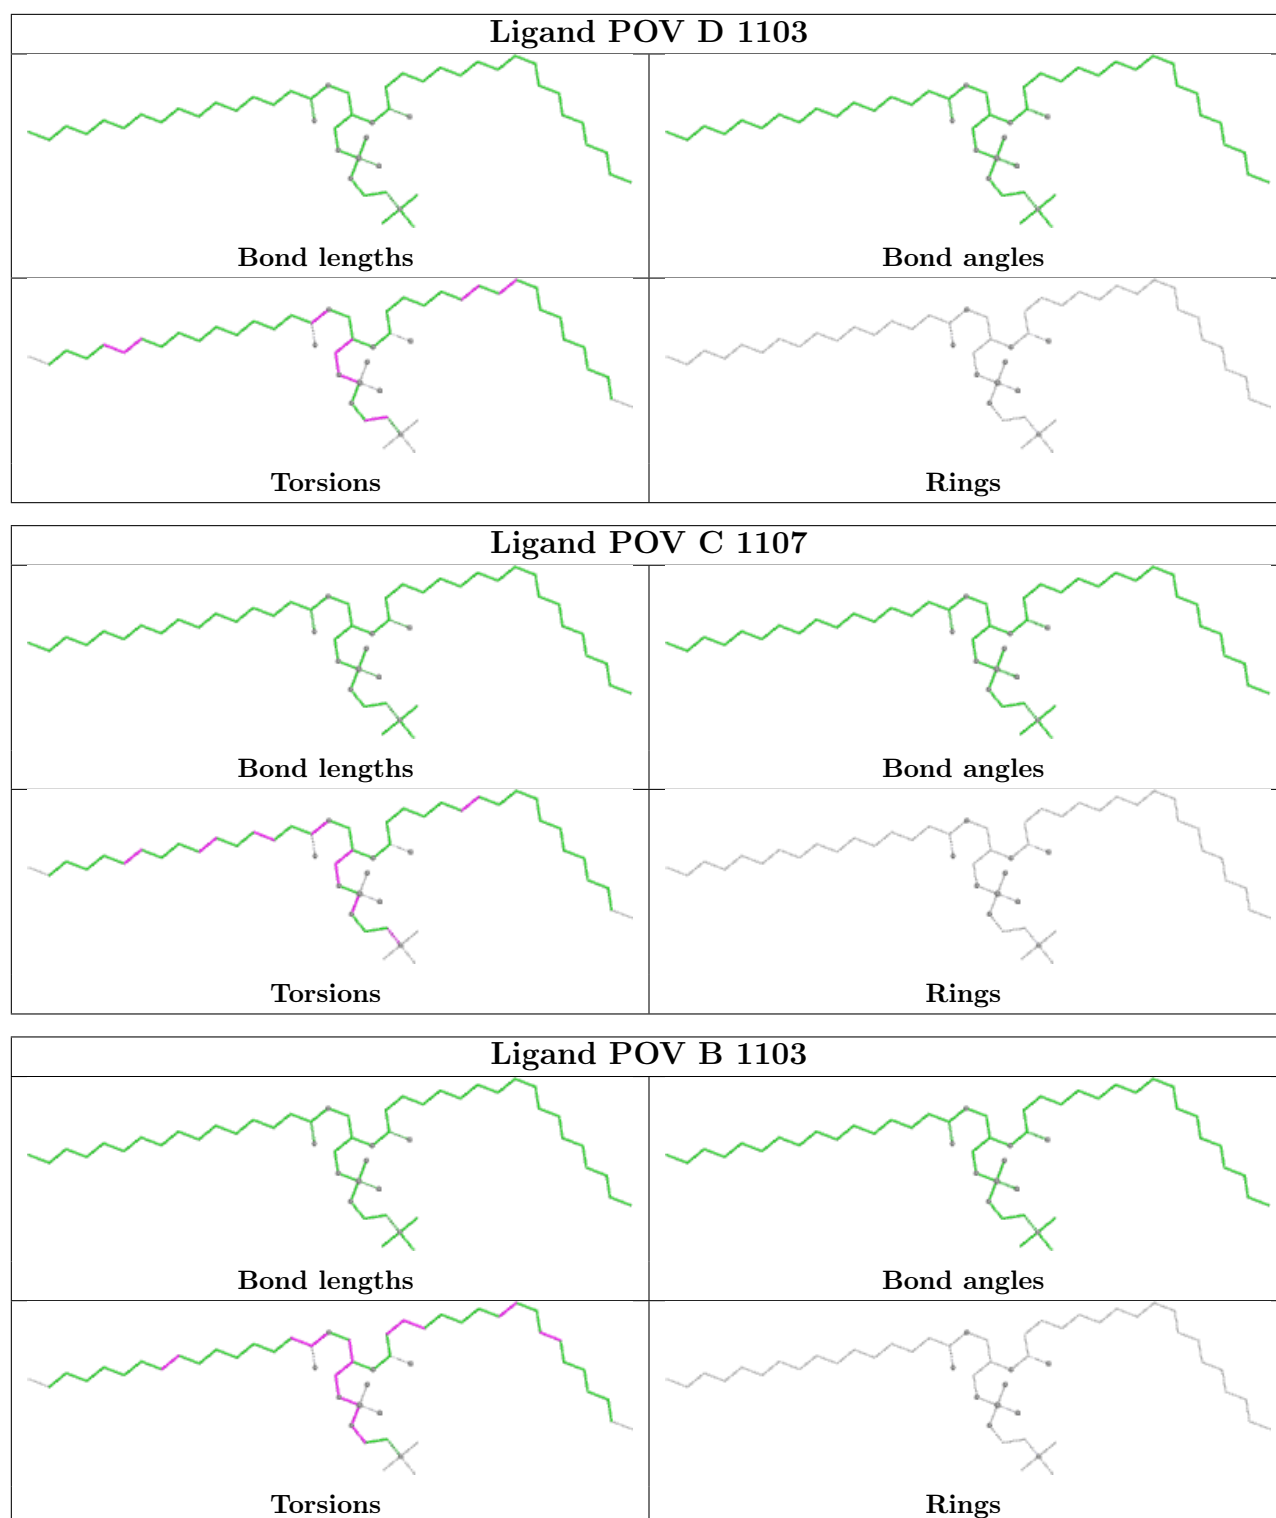 Ligand POV D 1103
Bond lengths
Bond angles
Torsions
Rings
Ligand POV C 1107
Bond lengths
Bond angles
Torsions
Rings
Ligand POV B 1103
Bond lengths
Bond angles
Torsions
Rings